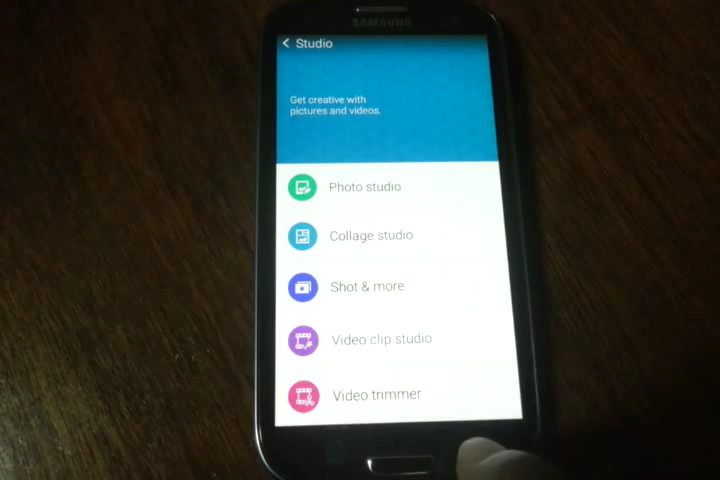 SAMSUNG
Studio
Get creative with
pictures and videos.
Photo studio
Collage studio
Shot & more
Video clip studio
Video trimmer